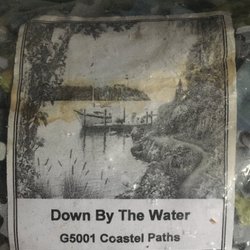 Down By The Water
G5001 Coastel Paths